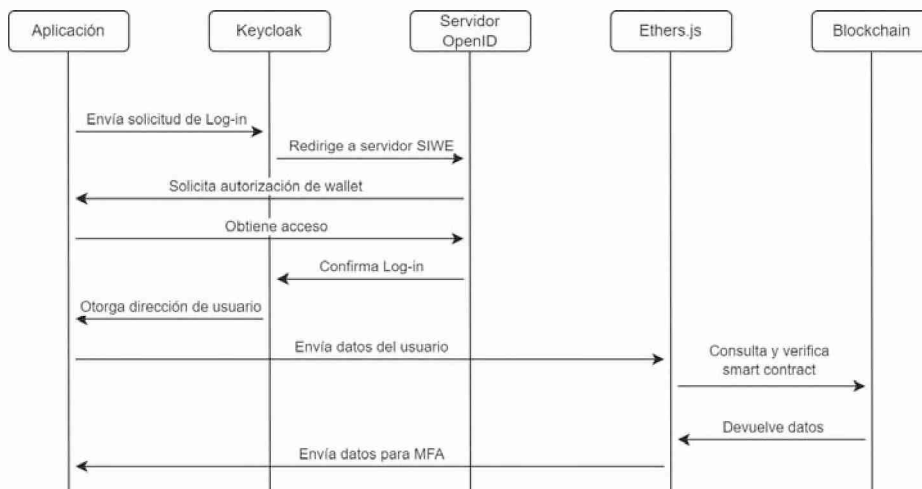 Aplicación
Keycloak
Servidor
OpenID
Ethers.js
Blockchain
Envía solicitud de Log-in
Redirige a servidor SIWE
Solicita autorización de wallet
Obtiene acceso
Confirma Log-in
Otorga dirección de usuario
Envía datos del usuario
Consulta y verifica
smart contract
Devuelve datos
Envía datos para MFA